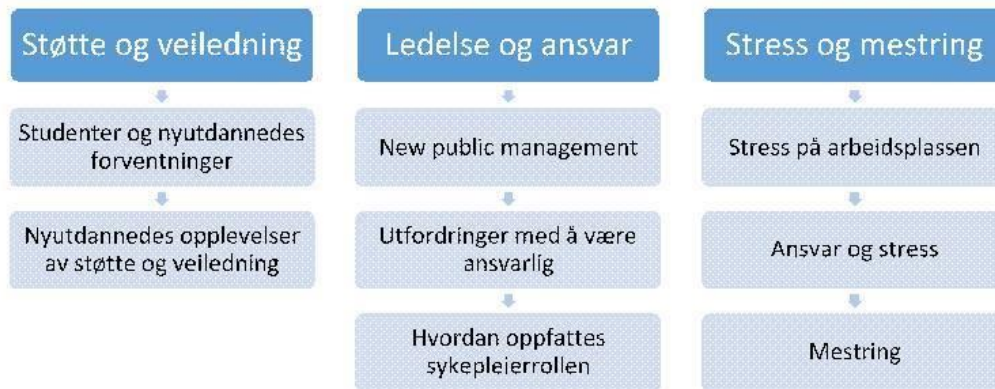 Støtte og veiledning
Studenter og nyutdannedes
forventninger
Nyutdannedes opplevelser
av støtte og veiledning
Ledelse og ansvar
New public management
Utfordringer med å være
ansvarlig
Hvordan oppfattes
sykepleierrollen
Stress og mestring
Stress på arbeidsplassen
Ansvar og stress
Mestring